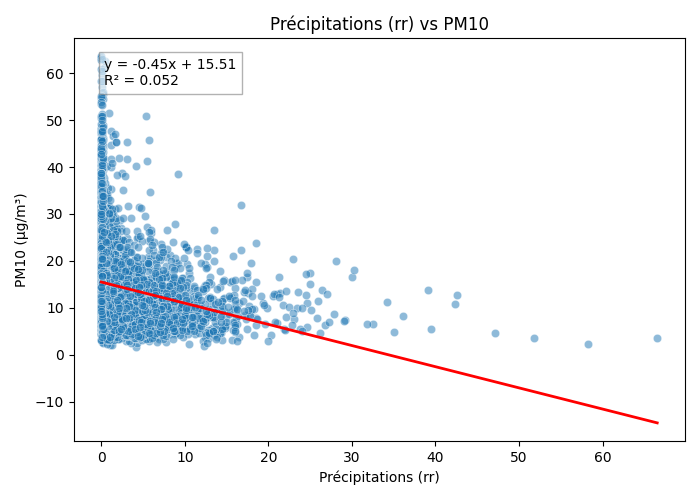 Précipitations (rr) vs PM10
y = -0.45x + 15.51
R² = 0.052
PM10 (µg/m³)
60
50
40
30
20
10
0
−10
0 10 20 30 40 50 60
Précipitations (rr)